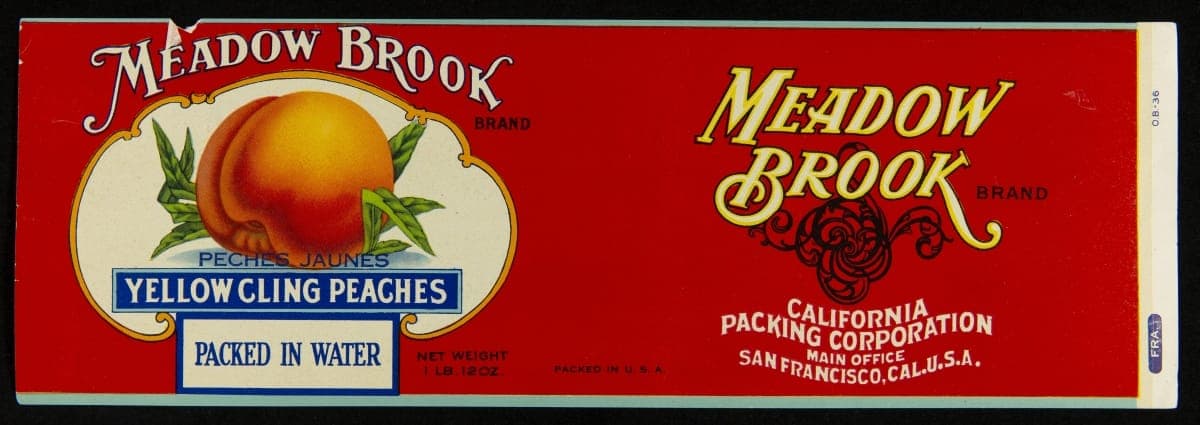 MEADOW BROOK
BRAND
PECHES JAUNES
YELLOW CLING PEACHES
PACKED IN WATER
NET WEIGHT
1 LB. 12 OZ.
PACKED IN U. S. A.
MEADOW
BROOK
BRAND
CALIFORNIA
PACKING CORPORATION
MAIN OFFICE
SAN FRANCISCO, CAL. U.S.A.
O.B-36
FRA.